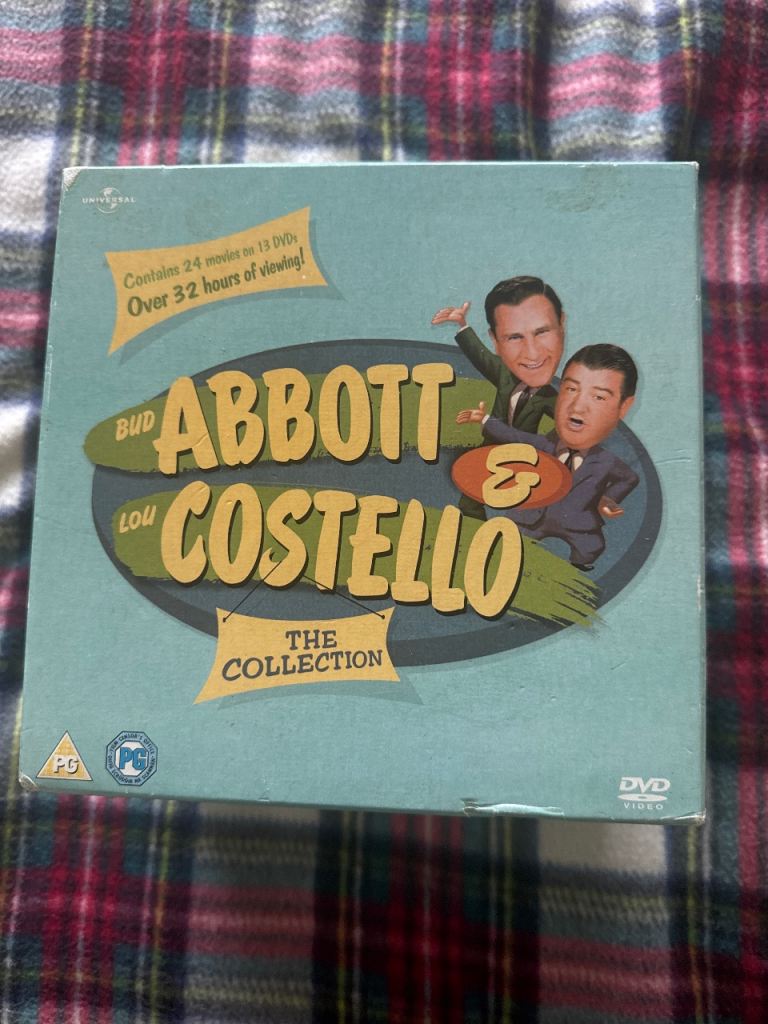 UNIVERSAL
Contains 24 movies on 13 DVDs
Over 32 hours of viewing!
BUD ABBOTT
&
LOU COSTELLO
THE
COLLECTION
PG
PG
DVD
VIDEO